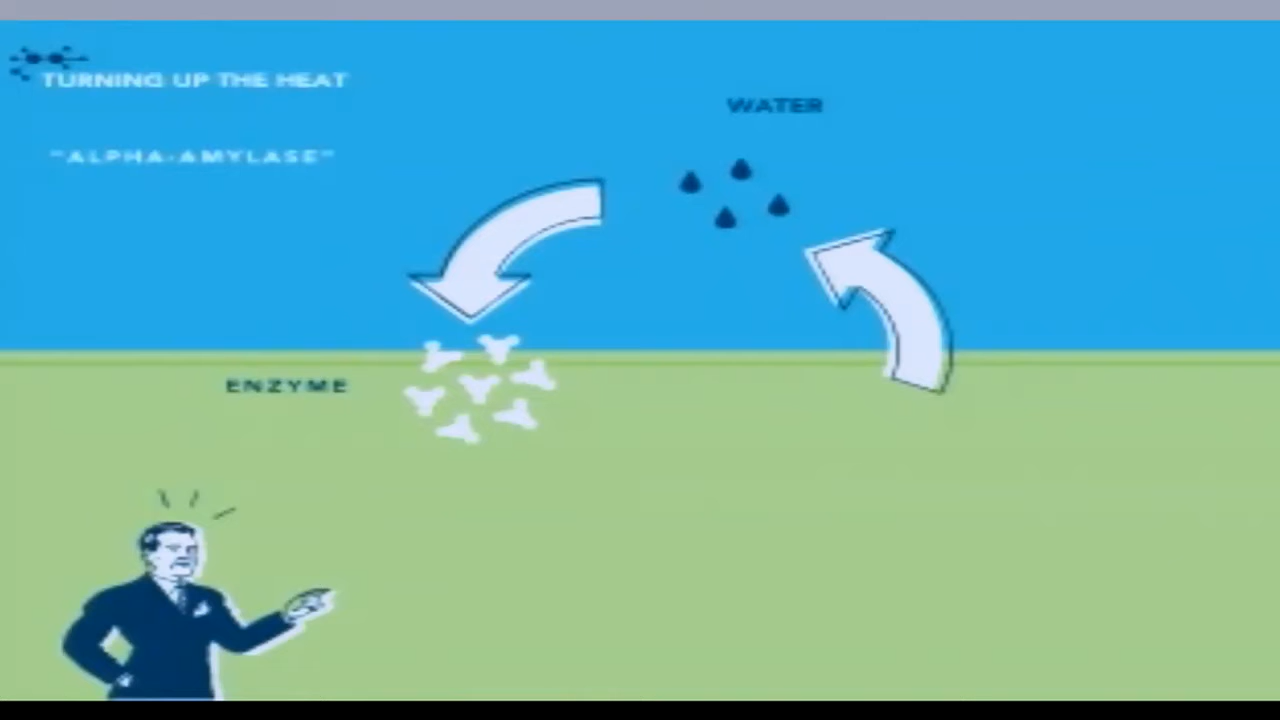 TURNING UP THE HEAT
"ALPHA-AMYLASE"
WATER
ENZYME